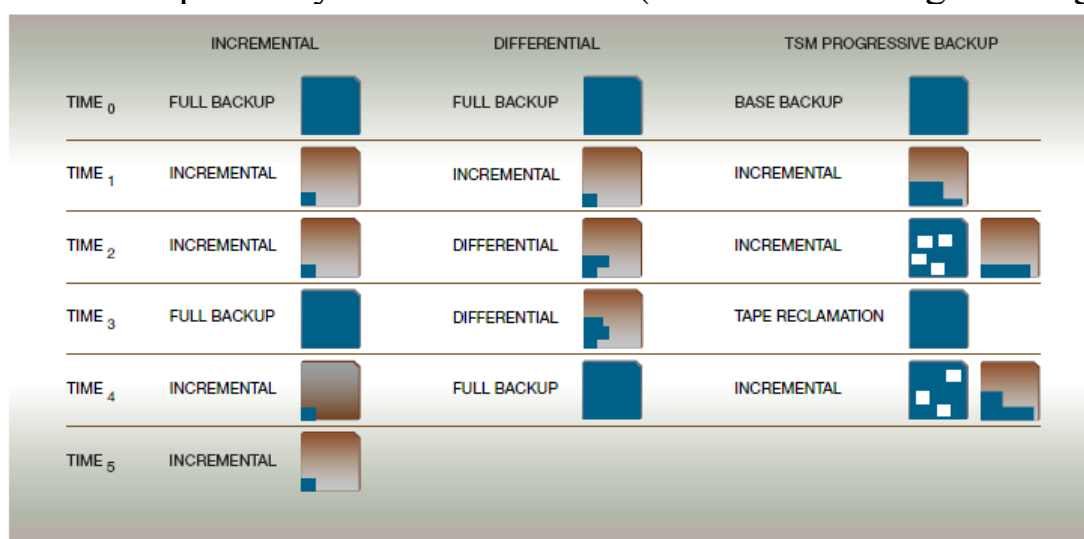 INCREMENTAL DIFFERENTIAL TSM PROGRESSIVE BACKUP
TIME 0 FULL BACKUP FULL BACKUP BASE BACKUP
TIME 1 INCREMENTAL INCREMENTAL INCREMENTAL
TIME 2 INCREMENTAL DIFFERENTIAL INCREMENTAL
TIME 3 FULL BACKUP DIFFERENTIAL TAPE RECLAMATION
TIME 4 INCREMENTAL FULL BACKUP INCREMENTAL
TIME 5 INCREMENTAL